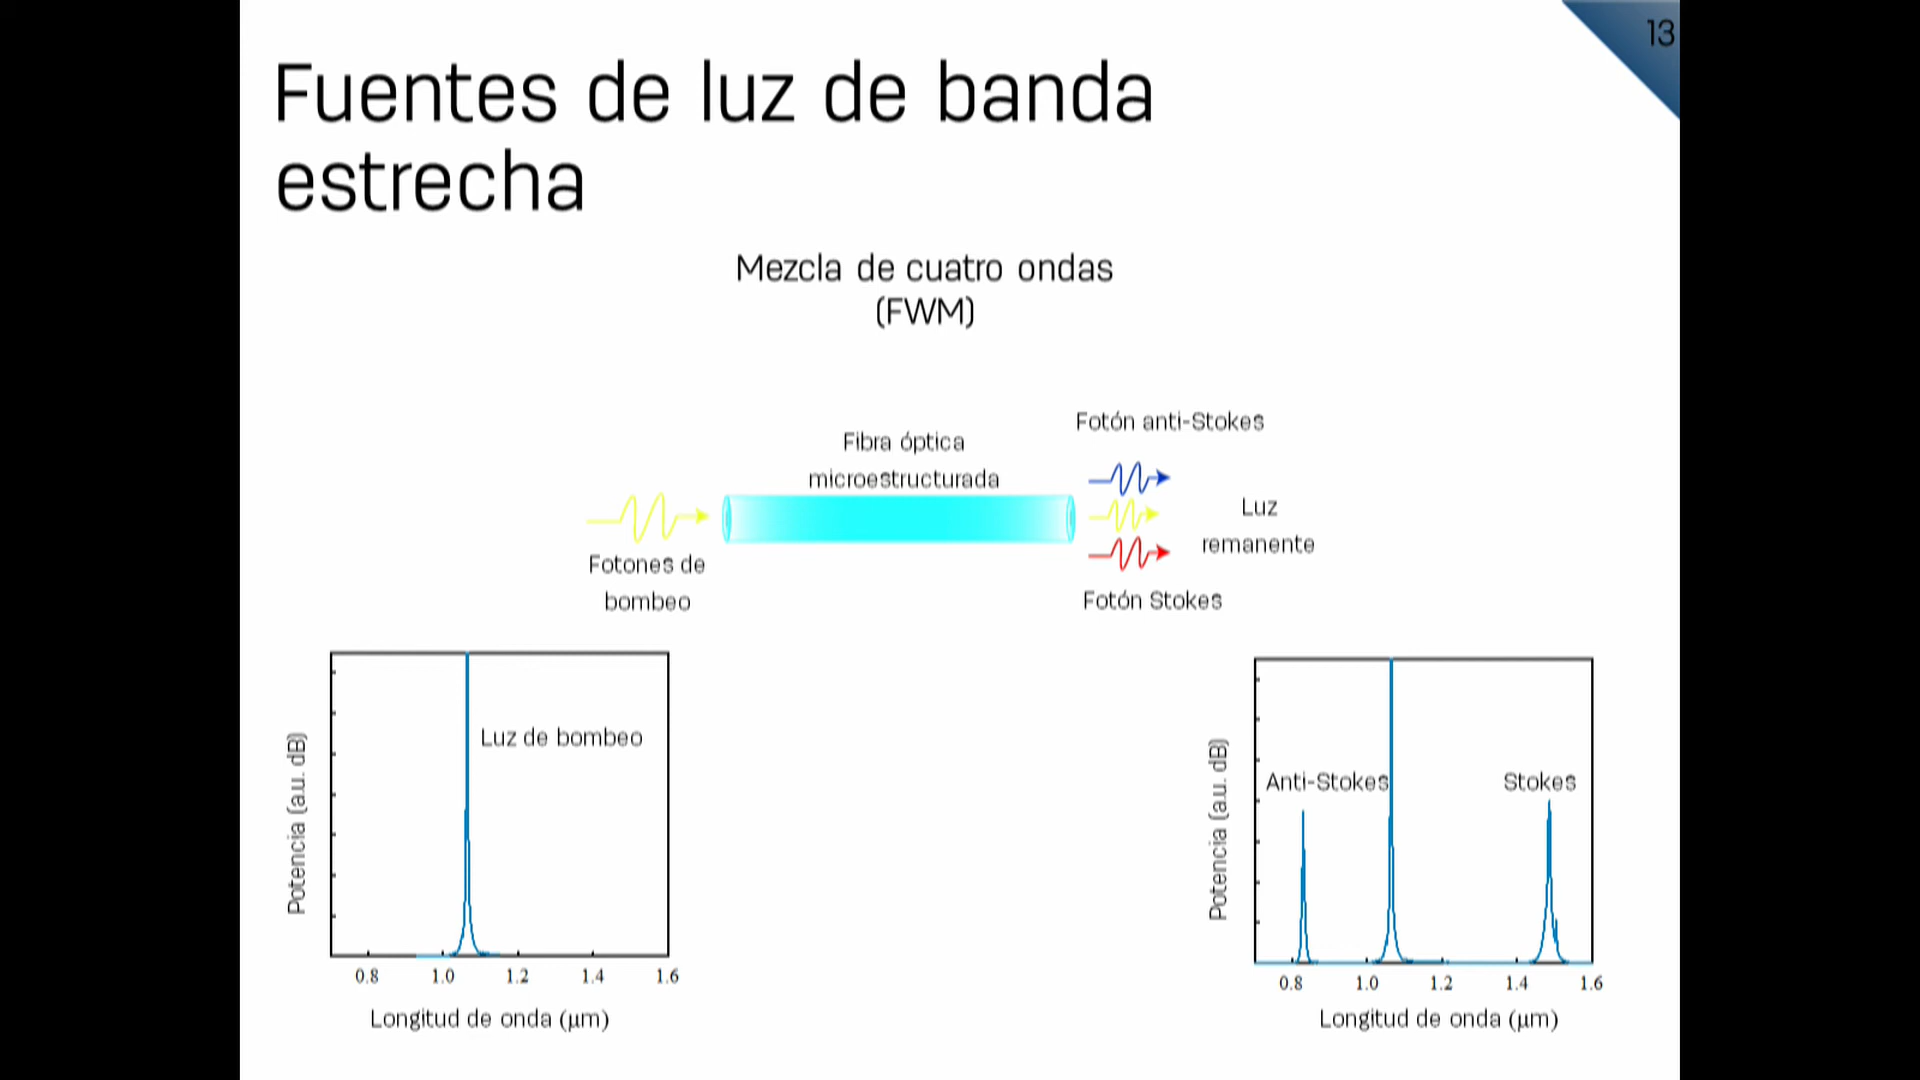 13
Fuentes de luz de banda
estrecha
Mezcla de cuatro ondas
(FWM)
Fotón anti-Stokes
Fibra óptica
microestructurada
Luz
remanente
Fotones de
bombeo
Fotón Stokes
Luz de bombeo
Potencia (a.u. dB)
0.8 1.0 1.2 1.4 1.6
Longitud de onda (μm)
Anti-Stokes
Stokes
Potencia (a.u. dB)
0.8 1.0 1.2 1.4 1.6
Longitud de onda (μm)